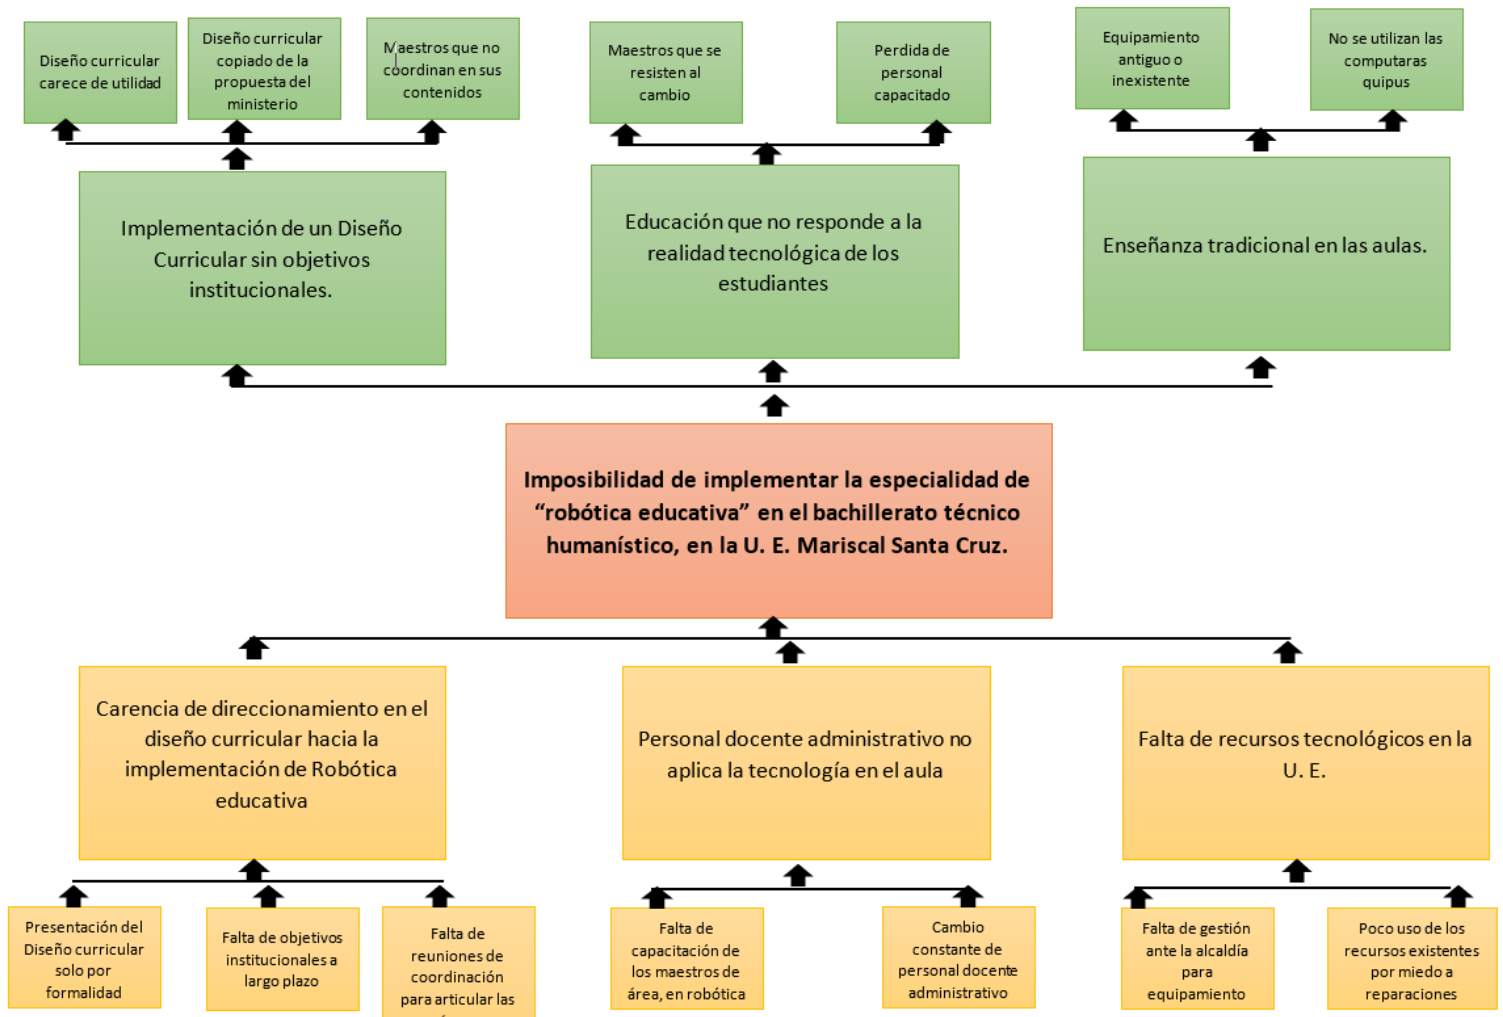 Diseño curricular
carece de utilidad
Diseño curricular
copiado de la
propuesta del
ministerio
Maestros que no
coordinan en sus
contenidos
Maestros que se
resisten al
cambio
Perdida de
personal
capacitado
Equipamiento
antiguo o
inexistente
No se utilizan las
computaras
quipus
Implementación de un Diseño
Curricular sin objetivos
institucionales.
Educación que no responde a la
realidad tecnológica de los
estudiantes
Enseñanza tradicional en las aulas.
Imposibilidad de implementar la especialidad de
“robótica educativa” en el bachillerato técnico
humanístico, en la U. E. Mariscal Santa Cruz.
Carencia de direccionamiento en el
diseño curricular hacia la
implementación de Robótica
educativa
Personal docente administrativo no
aplica la tecnología en el aula
Falta de recursos tecnológicos en la
U. E.
Presentación del
Diseño curricular
solo por
formalidad
Falta de objetivos
institucionales a
largo plazo
Falta de
reuniones de
coordinación
para articular las
Falta de
capacitación de
los maestros de
área, en robótica
Cambio
constante de
personal docente
administrativo
Falta de gestión
ante la alcaldía
para
equipamiento
Poco uso de los
recursos existentes
por miedo a
reparaciones